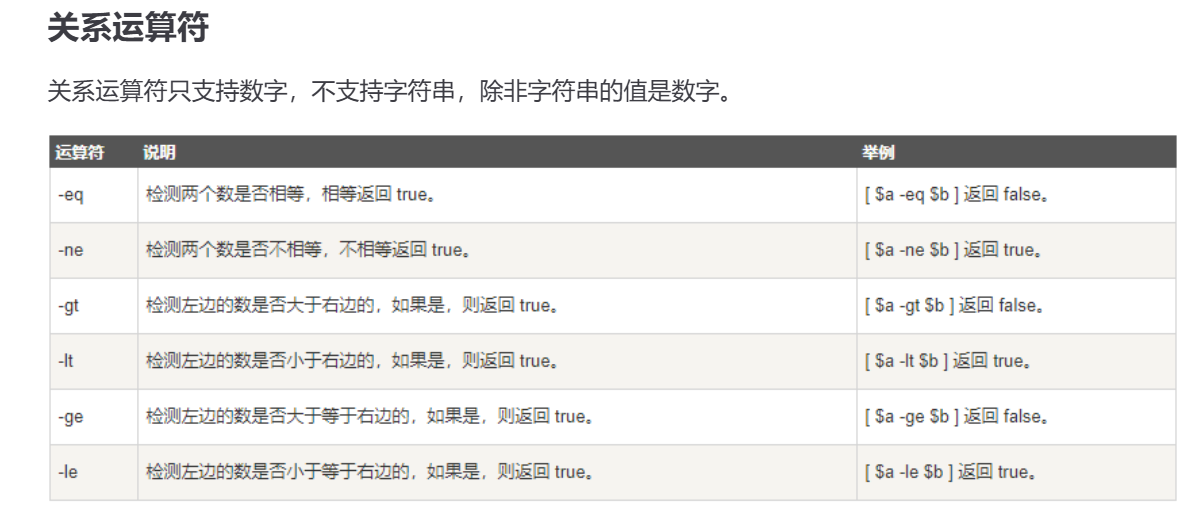 关系运算符
关系运算符只支持数字，不支持字符串，除非字符串的值是数字。
运算符 说明 举例
-eq 检测两个数是否相等，相等返回 true。 [ $a -eq $b ] 返回 false。
-ne 检测两个数是否不相等，不相等返回 true。 [ $a -ne $b ] 返回 true。
-gt 检测左边的数是否大于右边的，如果是，则返回 true。 [ $a -gt $b ] 返回 false。
-lt 检测左边的数是否小于右边的，如果是，则返回 true。 [ $a -lt $b ] 返回 true。
-ge 检测左边的数是否大于等于右边的，如果是，则返回 true。 [ $a -ge $b ] 返回 false。
-le 检测左边的数是否小于等于右边的，如果是，则返回 true。 [ $a -le $b ] 返回 true。